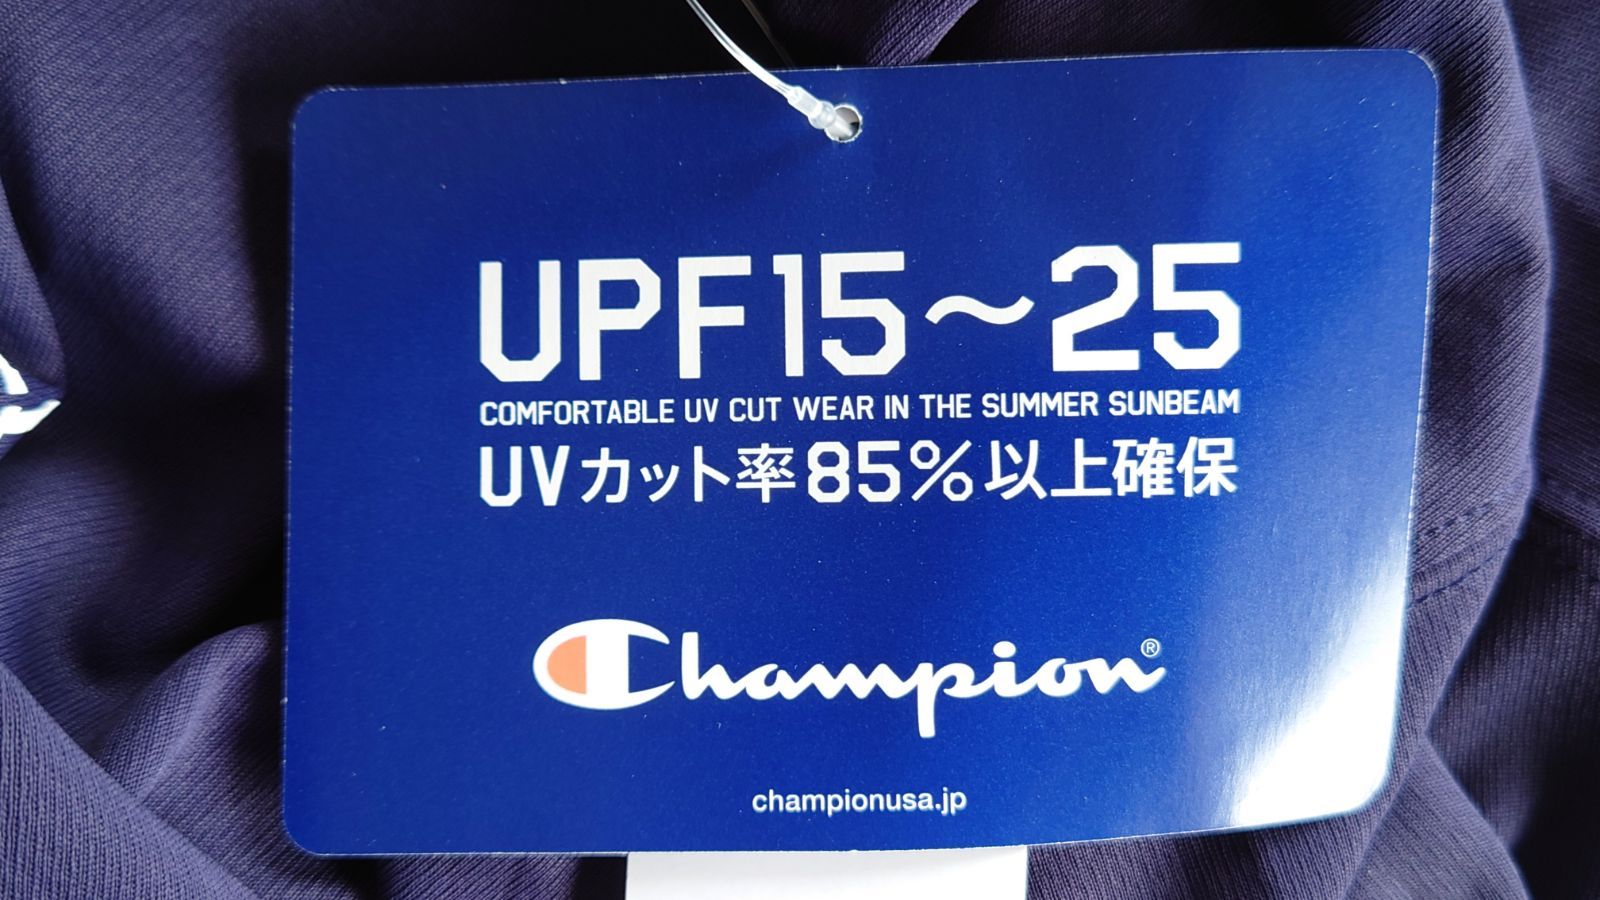 UPF15～25
COMFORTABLE UV CUT WEAR IN THE SUMMER SUNBEAM
UVカット率85%以上確保
Champion®
championusa.jp